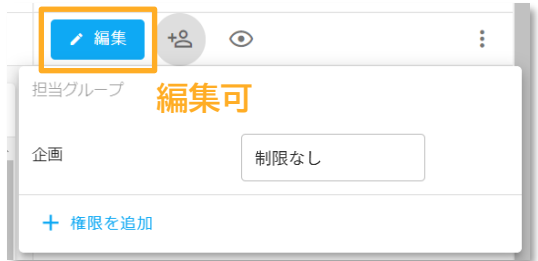 編集
担当グループ
編集可
企画
制限なし
+ 権限を追加